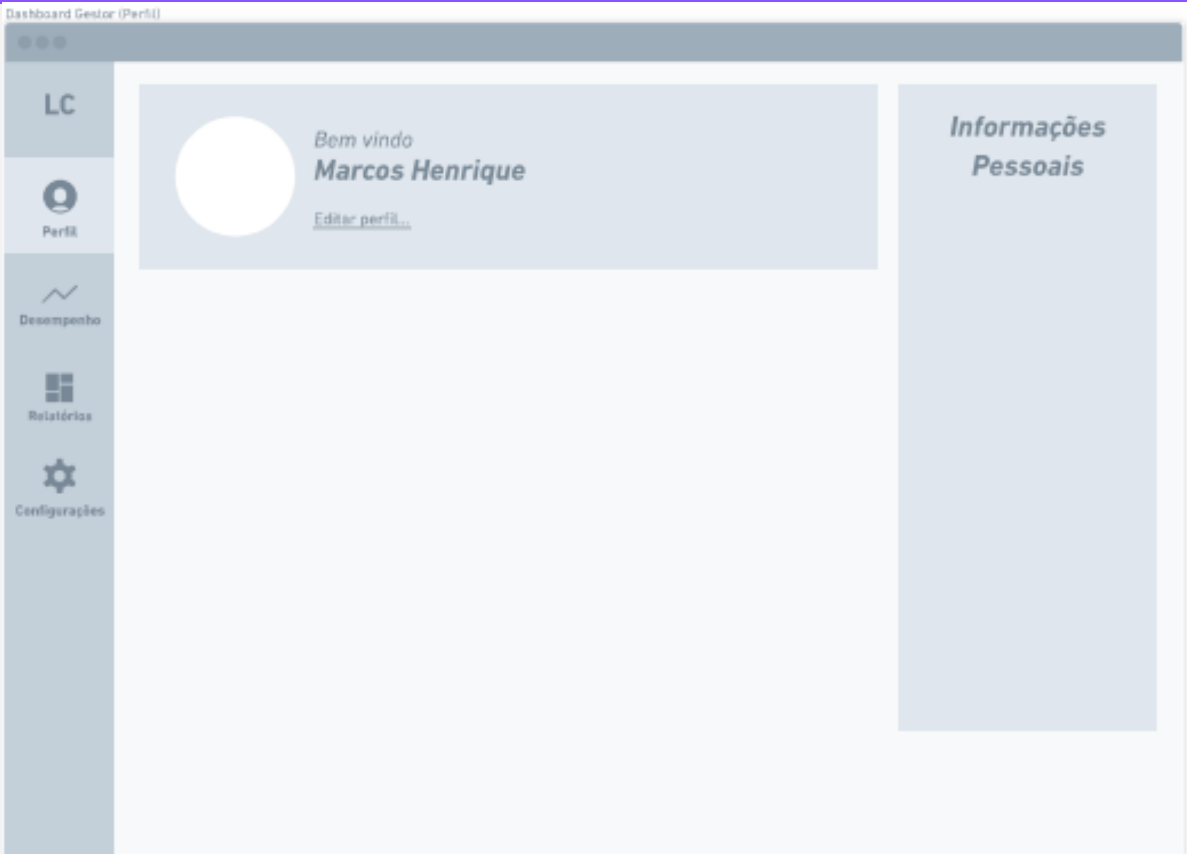 Dashboard Gestor (Perfil)
LC
Perfil
Desempenho
Relatórios
Configurações
Bem vindo
Marcos Henrique
Editar perfil...
Informações
Pessoais